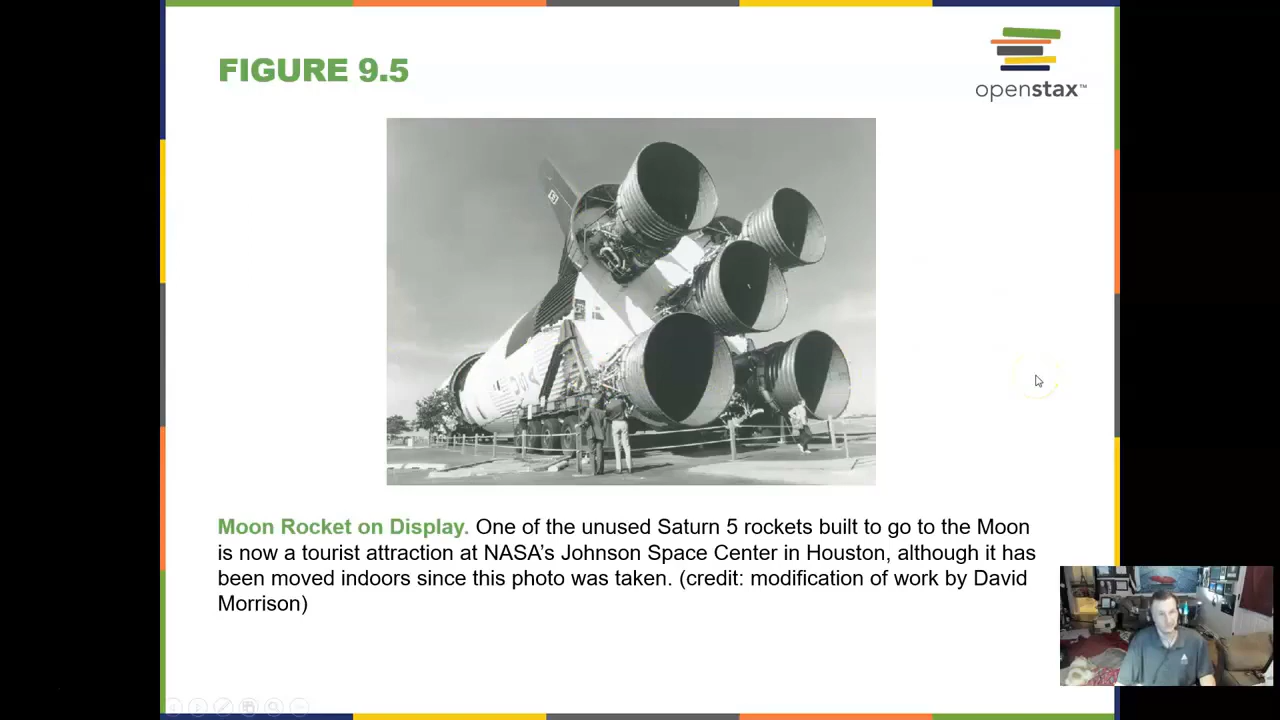 FIGURE 9.5
openstax™
Moon Rocket on Display. One of the unused Saturn 5 rockets built to go to the Moon
is now a tourist attraction at NASA’s Johnson Space Center in Houston, although it has
been moved indoors since this photo was taken. (credit: modification of work by David
Morrison)